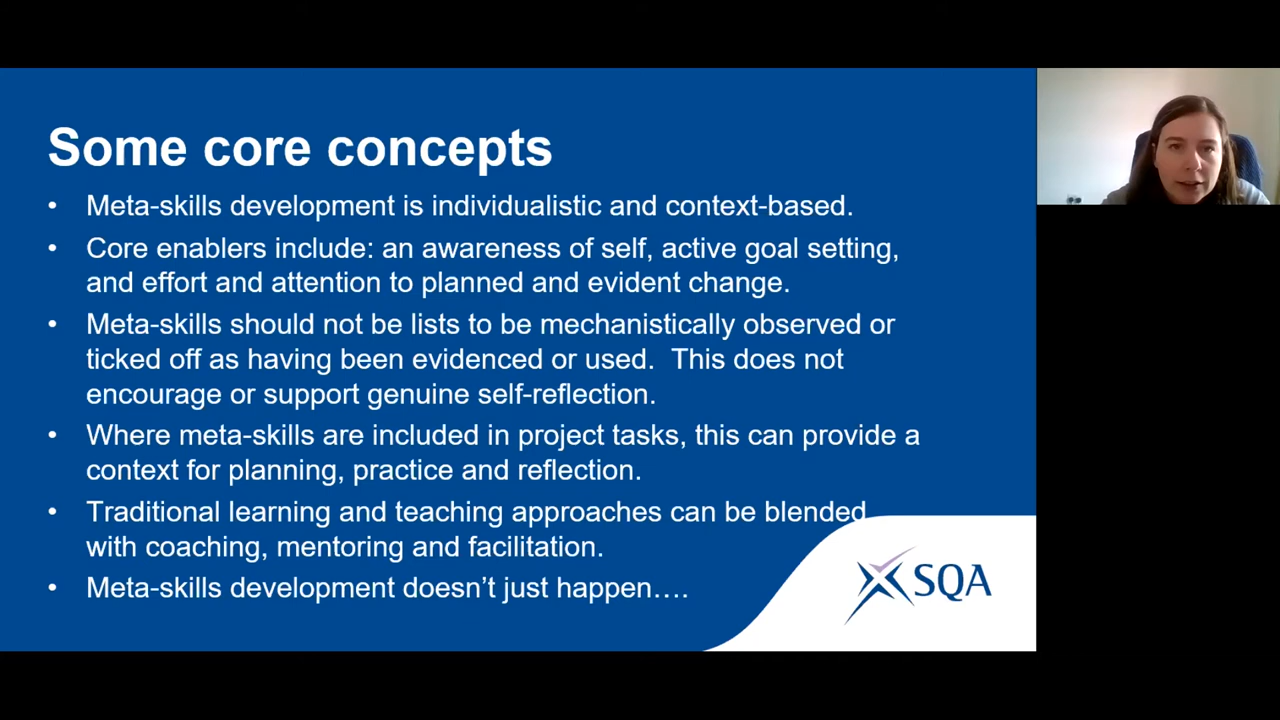 Some core concepts
• Meta-skills development is individualistic and context-based.
• Core enablers include: an awareness of self, active goal setting,
and effort and attention to planned and evident change.
• Meta-skills should not be lists to be mechanistically observed or
ticked off as having been evidenced or used.  This does not
encourage or support genuine self-reflection.
• Where meta-skills are included in project tasks, this can provide a
context for planning, practice and reflection.
• Traditional learning and teaching approaches can be blended
with coaching, mentoring and facilitation.
• Meta-skills development doesn’t just happen….
SQA